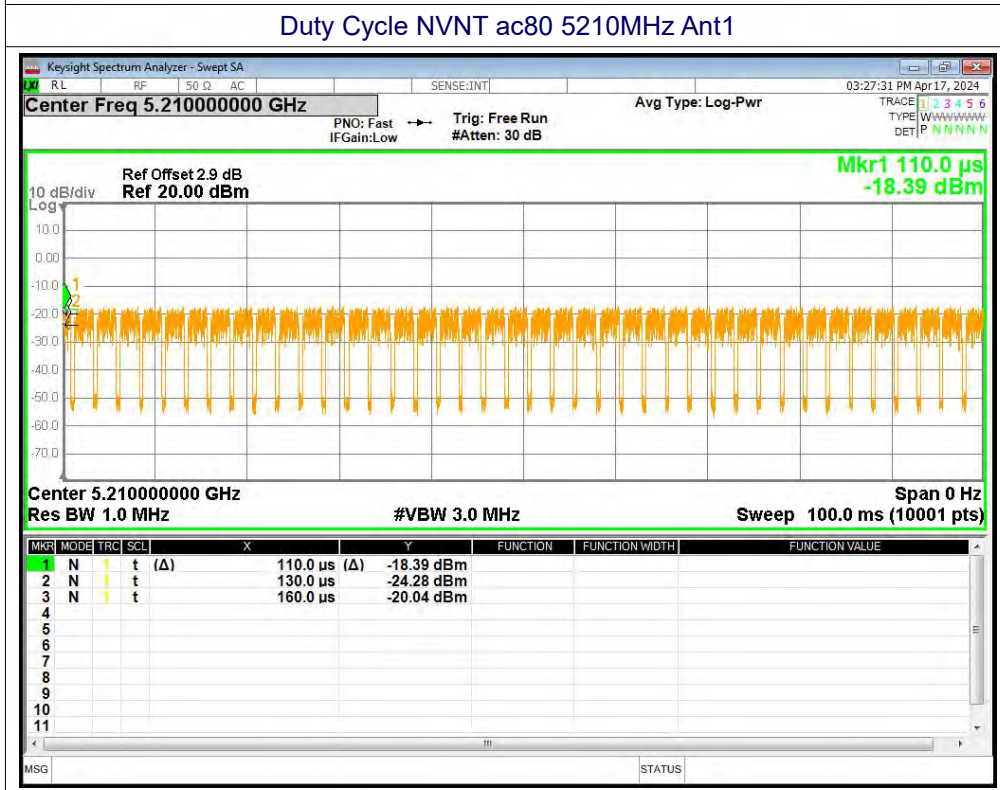 Duty Cycle NVNT ac80 5210MHz Ant1
Keysight Spectrum Analyzer - Swept SA
LXI RL RF 50 Ω AC SENSE:INT 03:27:31 PM Apr 17, 2024
Center Freq 5.210000000 GHz Avg Type: Log-Pwr TRACE 1 2 3 4 5 6
PNO: Fast Trig: Free Run TYPE WWWWWW
IFGain:Low #Atten: 30 dB DET P N N N N N
Mkr1 110.0 µs
Ref Offset 2.9 dB
10 dB/div Ref 20.00 dBm -18.39 dBm
Log
10.0
0.00
-10.0 1
2
-20.0
-30.0
-40.0
-50.0
-60.0
-70.0
Center 5.210000000 GHz Span 0 Hz
Res BW 1.0 MHz #VBW 3.0 MHz Sweep 100.0 ms (10001 pts)
MKR MODE TRC SCL X Y FUNCTION FUNCTION WIDTH FUNCTION VALUE
1 N 1 t (Δ) 110.0 µs (Δ) -18.39 dBm
2 N 1 t 130.0 µs -24.28 dBm
3 N 1 t 160.0 µs -20.04 dBm
4
5
6
7
8
9
10
11
MSG STATUS